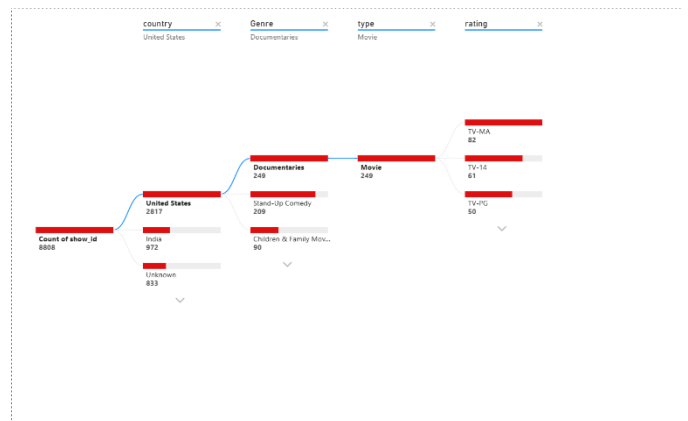 country ×
United States
Genre ×
Documentaries
type ×
Movie
rating ×
TV-MA
82
Documentaries
249
Movie
249
TV-14
61
United States
2817
Stand-Up Comedy
209
TV-PG
50
Count of show_id
8808
India
972
Children & Family Mov...
90
Unknown
833